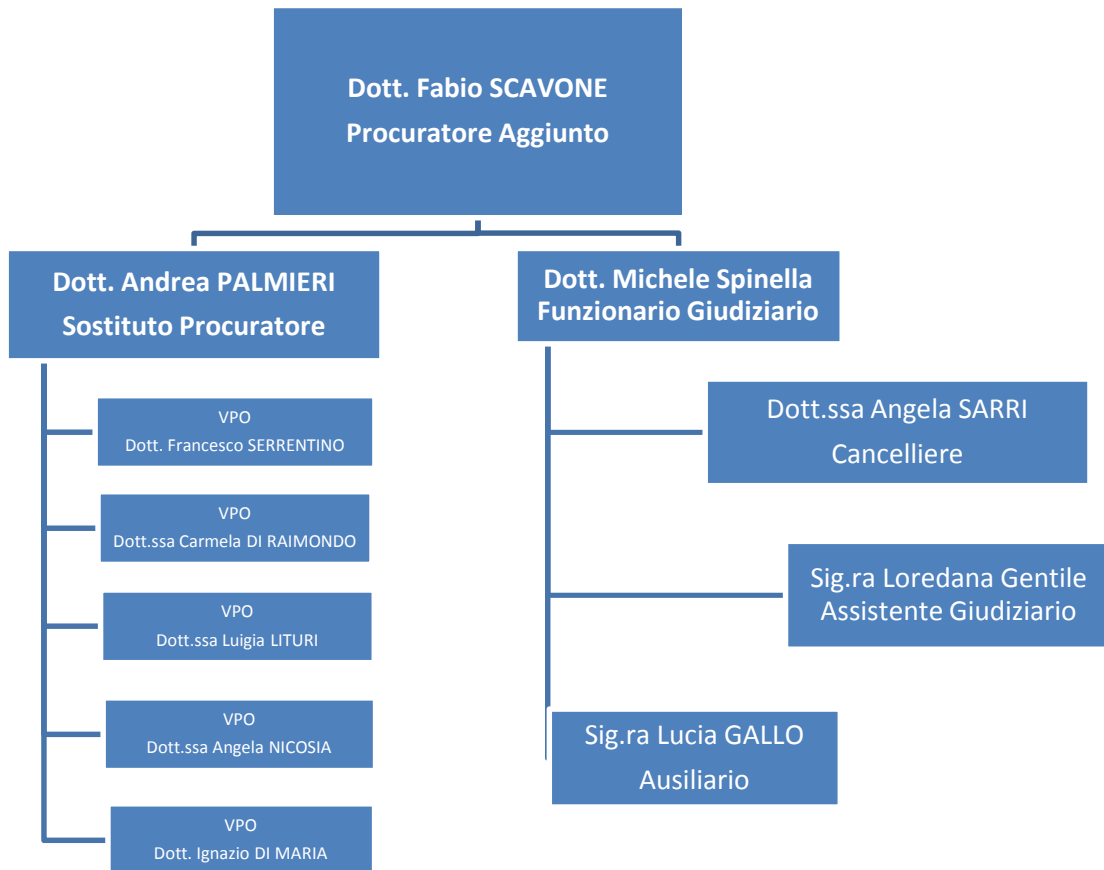 Dott. Fabio SCAVONE
Procuratore Aggiunto
Dott. Andrea PALMIERI
Sostituto Procuratore
VPO
Dott. Francesco SERRENTINO
VPO
Dott.ssa Carmela DI RAIMONDO
VPO
Dott.ssa Luigia LITURI
VPO
Dott.ssa Angela NICOSIA
VPO
Dott. Ignazio DI MARIA
Dott. Michele Spinella
Funzionario Giudiziario
Dott.ssa Angela SARRI
Cancelliere
Sig.ra Loredana Gentile
Assistente Giudiziario
Sig.ra Lucia GALLO
Ausiliario